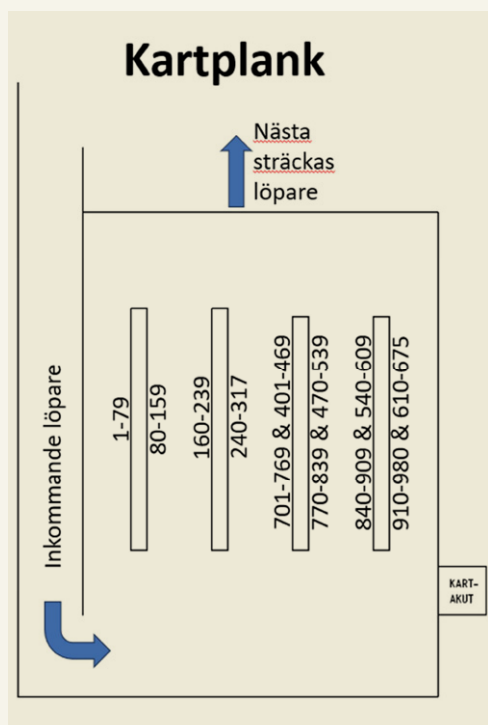 Kartplank
Nästa
sträckas
löpare
Inkommande löpare
1-79
80-159
160-239
240-317
701-769 & 401-469
770-839 & 470-539
840-909 & 540-609
910-980 & 610-675
KART-
AKUT